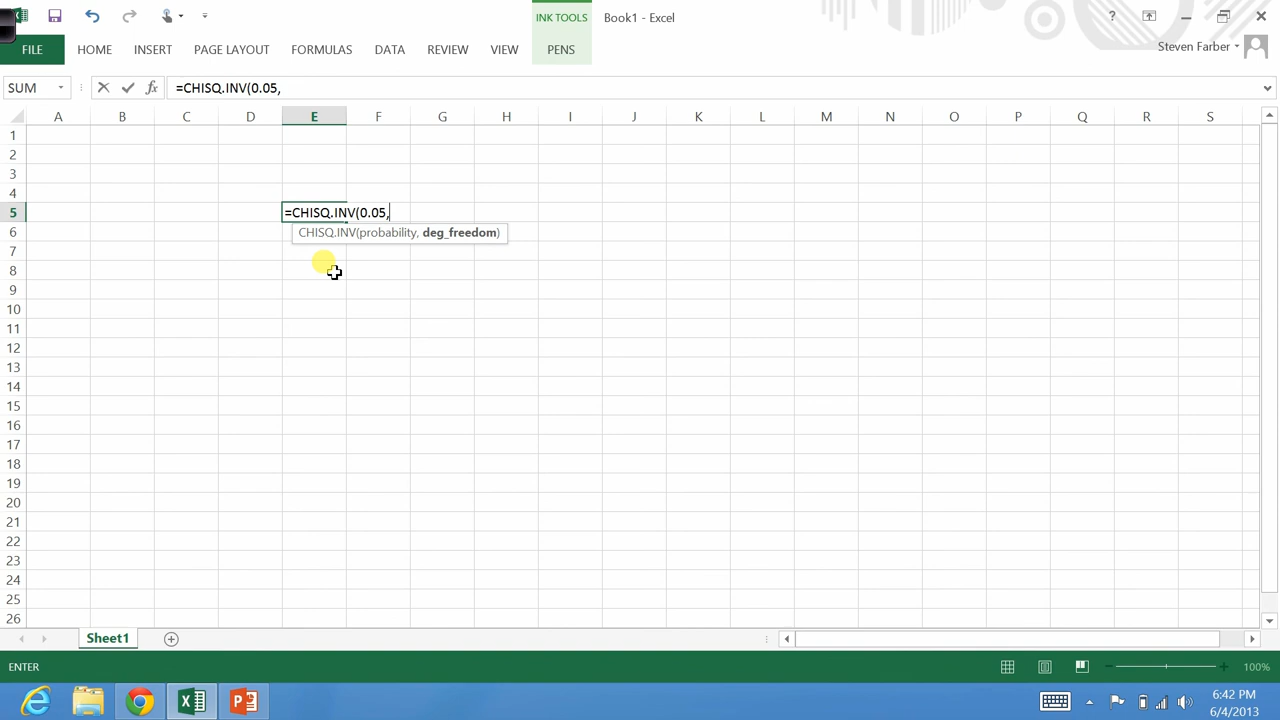 INK TOOLS
Book1 - Excel
?
FILE
HOME
INSERT
PAGE LAYOUT
FORMULAS
DATA
REVIEW
VIEW
PENS
Steven Farber
SUM
fx
=CHISQ.INV(0.05,
A B C D E F G H I J K L M N O P Q R S
1
2
3
4
5 =CHISQ.INV(0.05,
6 CHISQ.INV(probability, deg_freedom)
7
8
9
10
11
12
13
14
15
16
17
18
19
20
21
22
23
24
25
26
Sheet1
ENTER
100%
6:42 PM
6/4/2013